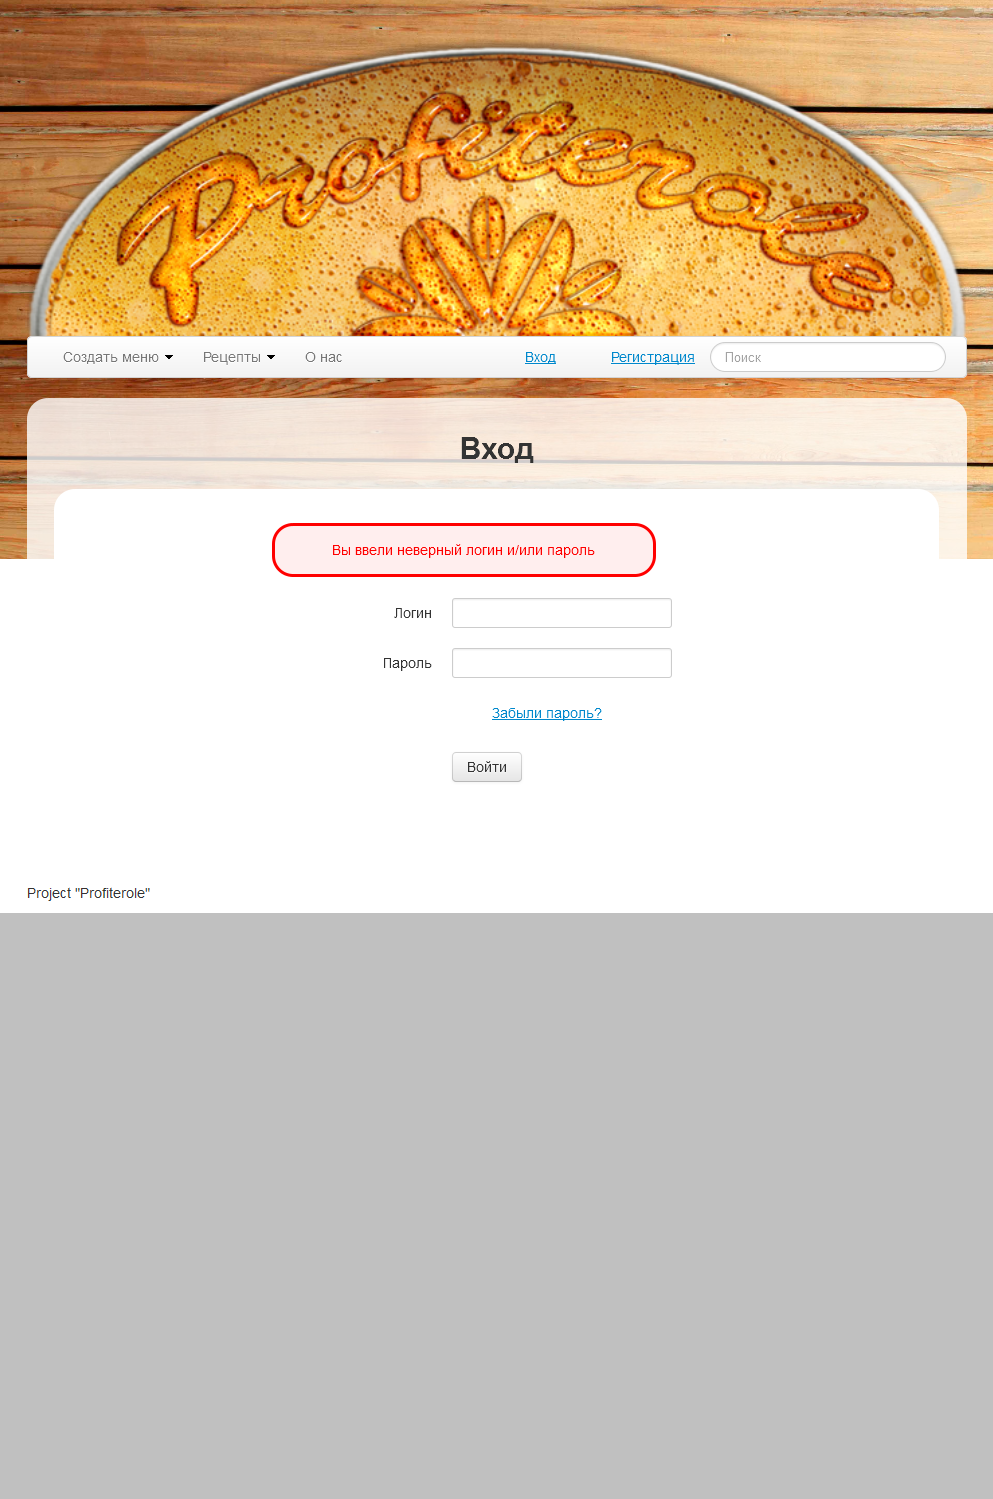 Profiterole
Создать меню Рецепты О нас Вход Регистрация Поиск
Вход
Вы ввели неверный логин и/или пароль
Логин
Пароль
Забыли пароль?
Войти
Project "Profiterole"